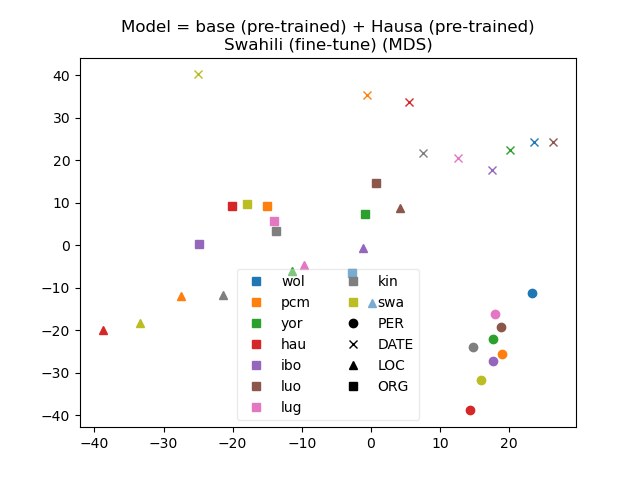 Model = base (pre-trained) + Hausa (pre-trained)
Swahili (fine-tune) (MDS)
40
30
20
10
0
−10
−20
−30
−40
wol
pcm
yor
hau
ibo
luo
lug
kin
swa
PER
DATE
LOC
ORG
−40 −30 −20 −10 0 10 20